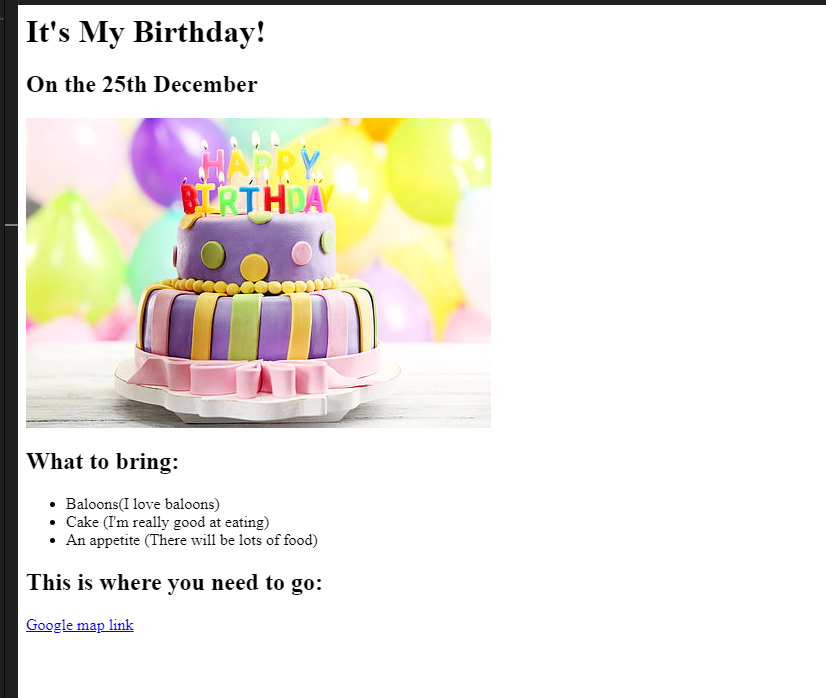 It's My Birthday!
On the 25th December
HAPPY
BIRTHDAY
What to bring:
Baloons(I love baloons)
Cake (I'm really good at eating)
An appetite (There will be lots of food)
This is where you need to go:
Google map link